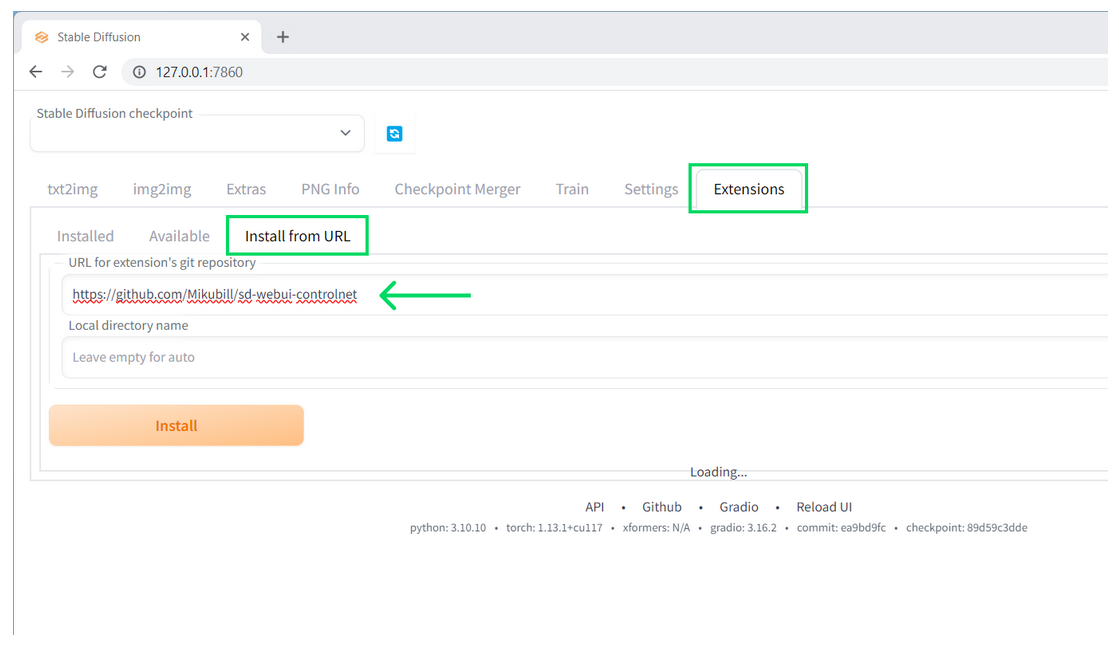 Stable Diffusion
127.0.0.1:7860
Stable Diffusion checkpoint
txt2img img2img Extras PNG Info Checkpoint Merger Train Settings Extensions
Installed Available Install from URL
URL for extension's git repository
https://github.com/Mikubill/sd-webui-controlnet
Local directory name
Leave empty for auto
Install
Loading...
API • Github • Gradio • Reload UI
python: 3.10.10 • torch: 1.13.1+cu117 • xformers: N/A • gradio: 3.16.2 • commit: ea9bd9fc • checkpoint: 89d59c3dde